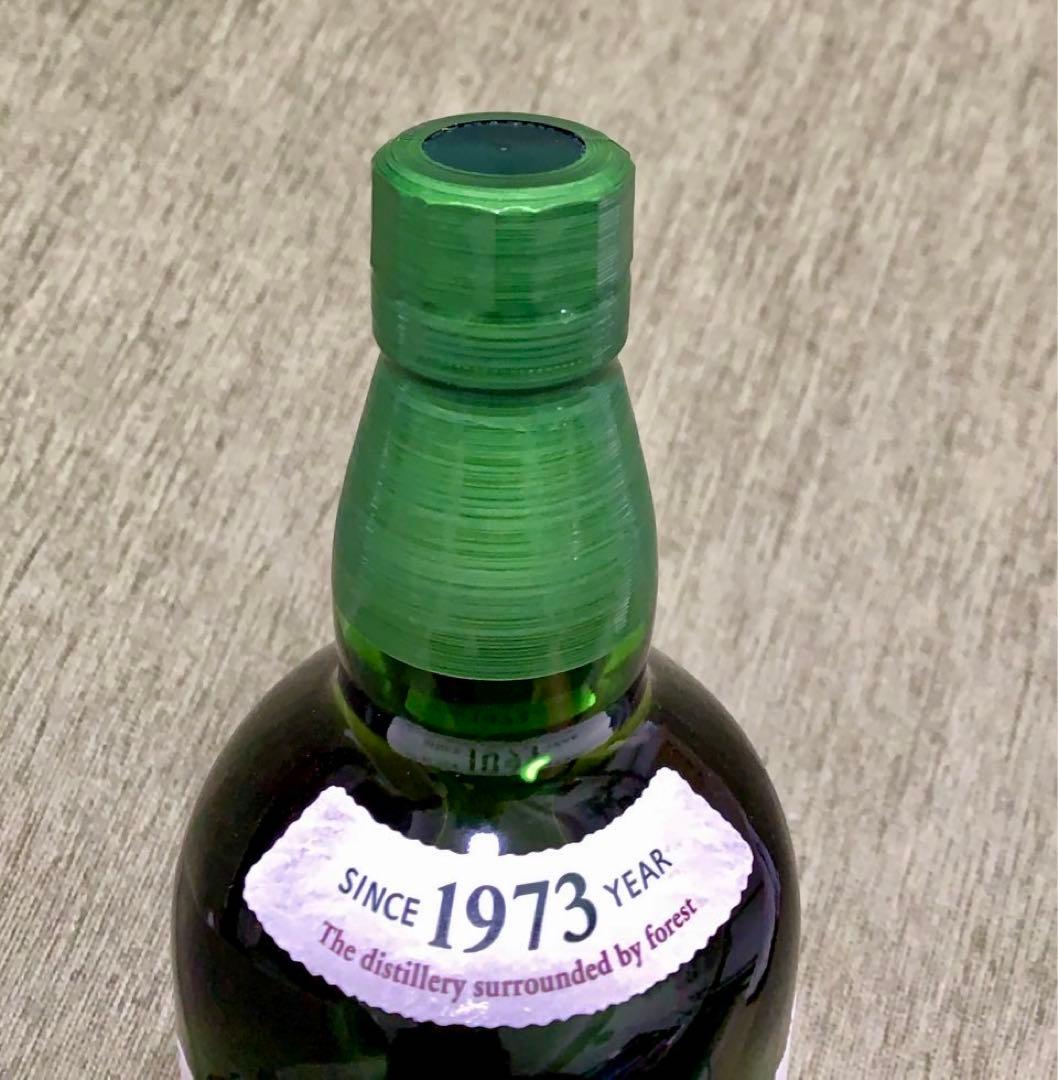 SINCE 1973 YEAR
The distillery surrounded by forest